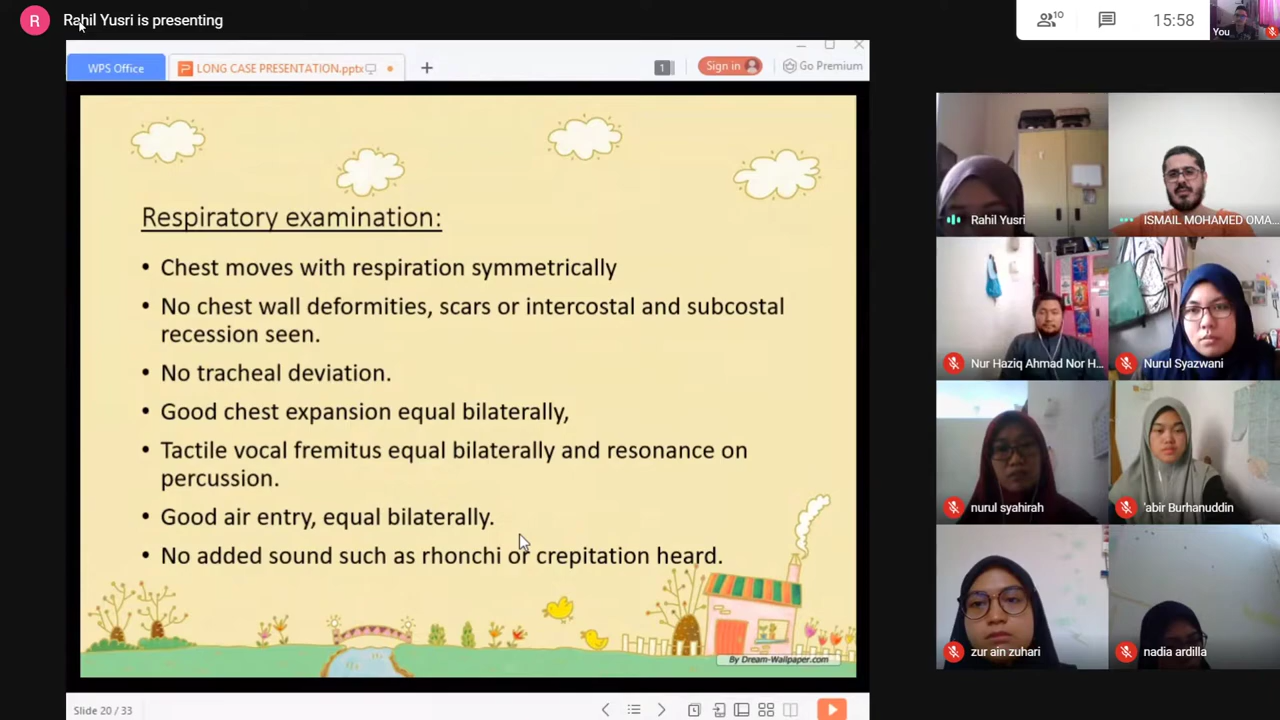 R
Rahil Yusri is presenting
10
15:58
You
WPS Office
LONG CASE PRESENTATION.pptx
1
Sign in
Go Premium
Respiratory examination:
• Chest moves with respiration symmetrically
• No chest wall deformities, scars or intercostal and subcostal
recession seen.
• No tracheal deviation.
• Good chest expansion equal bilaterally,
• Tactile vocal fremitus equal bilaterally and resonance on
percussion.
• Good air entry, equal bilaterally.
• No added sound such as rhonchi or crepitation heard.
By Dream-Wallpaper.com
Slide 20 / 33
Rahil Yusri
ISMAIL MOHAMED OMA...
Nur Haziq Ahmad Nor H...
Nurul Syazwani
nurul syahirah
'abir Burhanuddin
zur ain zuhari
nadia ardilla